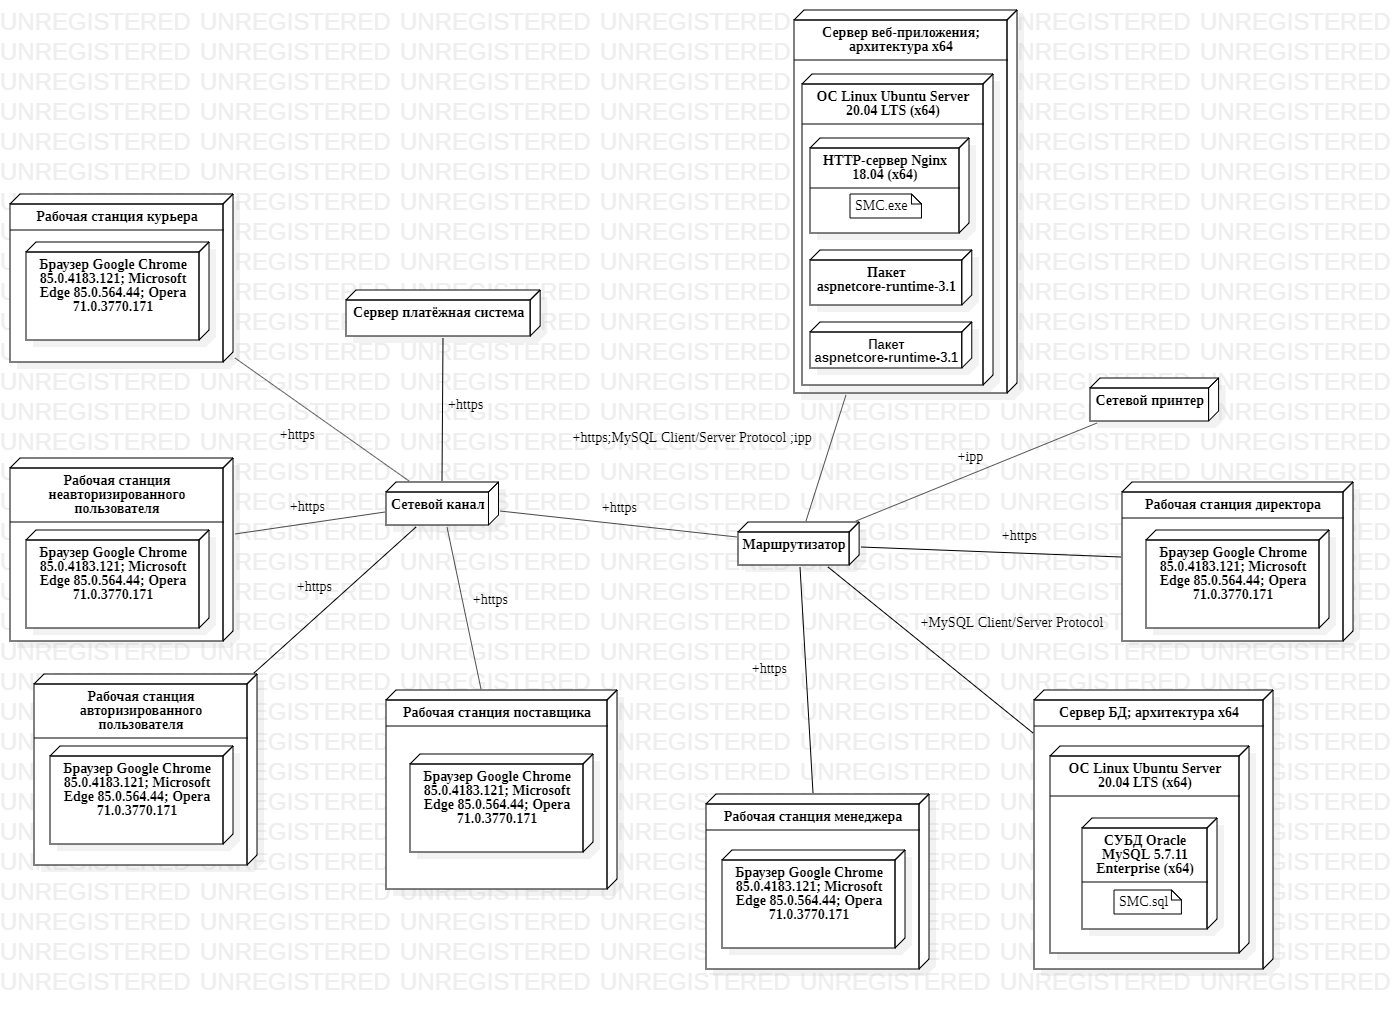 Сервер веб-приложения;
архитектура x64
ОС Linux Ubuntu Server
20.04 LTS (x64)
HTTP-сервер Nginx
18.04 (x64)
SMC.exe
Пакет
aspnetcore-runtime-3.1
Пакет
aspnetcore-runtime-3.1
Рабочая станция курьера
Браузер Google Chrome
85.0.4183.121; Microsoft
Edge 85.0.564.44; Opera
71.0.3770.171
Сервер платёжная система
Сетевой принтер
+https
+https
+https;MySQL Client/Server Protocol ;ipp
+ipp
Рабочая станция
неавторизированного
пользователя
Браузер Google Chrome
85.0.4183.121; Microsoft
Edge 85.0.564.44; Opera
71.0.3770.171
+https
Сетевой канал
+https
Маршрутизатор
+https
Рабочая станция директора
Браузер Google Chrome
85.0.4183.121; Microsoft
Edge 85.0.564.44; Opera
71.0.3770.171
+https
+https
+MySQL Client/Server Protocol
+https
Рабочая станция
авторизированного
пользователя
Браузер Google Chrome
85.0.4183.121; Microsoft
Edge 85.0.564.44; Opera
71.0.3770.171
Рабочая станция поставщика
Браузер Google Chrome
85.0.4183.121; Microsoft
Edge 85.0.564.44; Opera
71.0.3770.171
Рабочая станция менеджера
Браузер Google Chrome
85.0.4183.121; Microsoft
Edge 85.0.564.44; Opera
71.0.3770.171
Сервер БД; архитектура x64
ОС Linux Ubuntu Server
20.04 LTS (x64)
СУБД Oracle
MySQL 5.7.11
Enterprise (x64)
SMC.sql